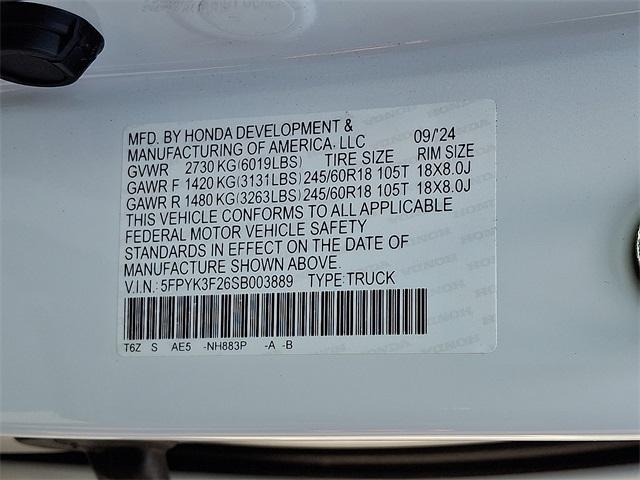 MFD. BY HONDA DEVELOPMENT &
MANUFACTURING OF AMERICA, LLC 09/'24
GVWR 2730 KG(6019LBS) TIRE SIZE RIM SIZE
GAWR F 1420 KG(3131LBS) 245/60R18 105T 18X8.0J
GAWR R 1480 KG(3263LBS) 245/60R18 105T 18X8.0J
THIS VEHICLE CONFORMS TO ALL APPLICABLE
FEDERAL MOTOR VEHICLE SAFETY
STANDARDS IN EFFECT ON THE DATE OF
MANUFACTURE SHOWN ABOVE.
V.I.N.: 5FPYK3F26SB003889 TYPE:TRUCK
T6Z S AE5 -NH883P -A -B